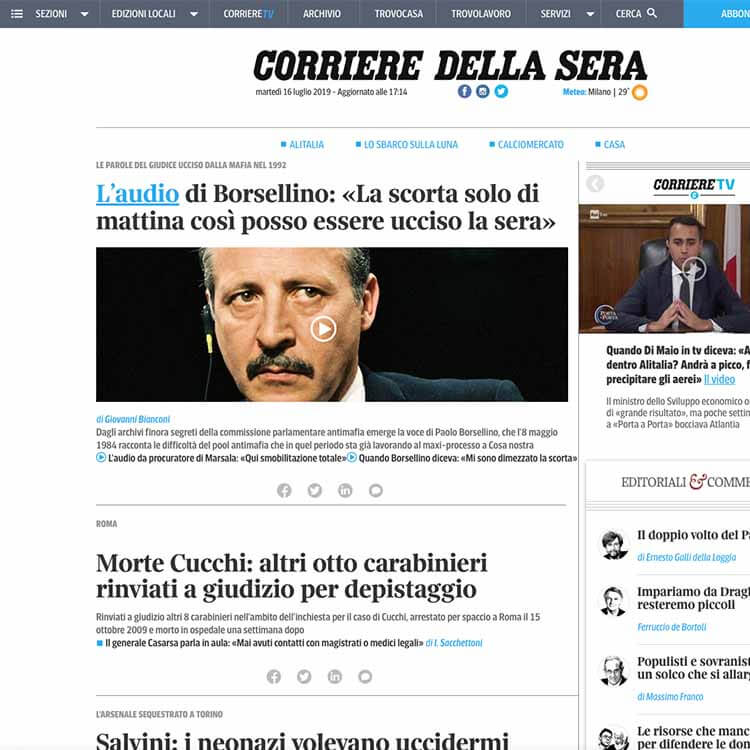 SEZIONI
EDIZIONI LOCALI
CORRIERETV
ARCHIVIO
TROVOCASA
TROVOLAVORO
SERVIZI
CERCA
ABBON
CORRIERE DELLA SERA
martedì 16 luglio 2019 - Aggiornato alle 17:14
Meteo: Milano | 29°
ALITALIA
LO SBARCO SULLA LUNA
CALCIOMERCATO
CASA
LE PAROLE DEL GIUDICE UCCISO DALLA MAFIA NEL 1992
L'audio di Borsellino: «La scorta solo di
mattina così posso essere ucciso la sera»
di Giovanni Bianconi
Dagli archivi finora segreti della commissione parlamentare antimafia emerge la voce di Paolo Borsellino, che l'8 maggio
1984 racconta le difficoltà del pool antimafia che in quel periodo sta già lavorando al maxi-processo a Cosa nostra
L'audio da procuratore di Marsala: «Qui smobilitazione totale» Quando Borsellino diceva: «Mi sono dimezzato la scorta»
ROMA
Morte Cucchi: altri otto carabinieri
rinviati a giudizio per depistaggio
Rinviati a giudizio altri 8 carabinieri nell'ambito dell'inchiesta per il caso di Cucchi, arrestato per spaccio a Roma il 15
ottobre 2009 e morto in ospedale una settimana dopo
Il generale Casarsa parla in aula: «Mai avuti contatti con magistrati o medici legali» di I. Sacchettoni
L'ARSENALE SEQUESTRATO A TORINO
Salvini: i neonazi volevano uccidermi
CORRIERETV
Rai
PORTA a PORTA
Quando Di Maio in tv diceva: «A
dentro Alitalia? Andrà a picco, f
precipitare gli aerei» Il video
Il ministro dello Sviluppo economico o
di «grande risultato», ma poche settim
a «Porta a Porta» bocciava Atlantia
EDITORIALI & COMME
Il doppio volto del Pa
di Ernesto Galli della Loggia
Impariamo da Dragh
resteremo piccoli
Ferruccio de Bortoli
Populisti e sovranist
un solco che si allarg
di Massimo Franco
Le risorse che manc
per difendere le don